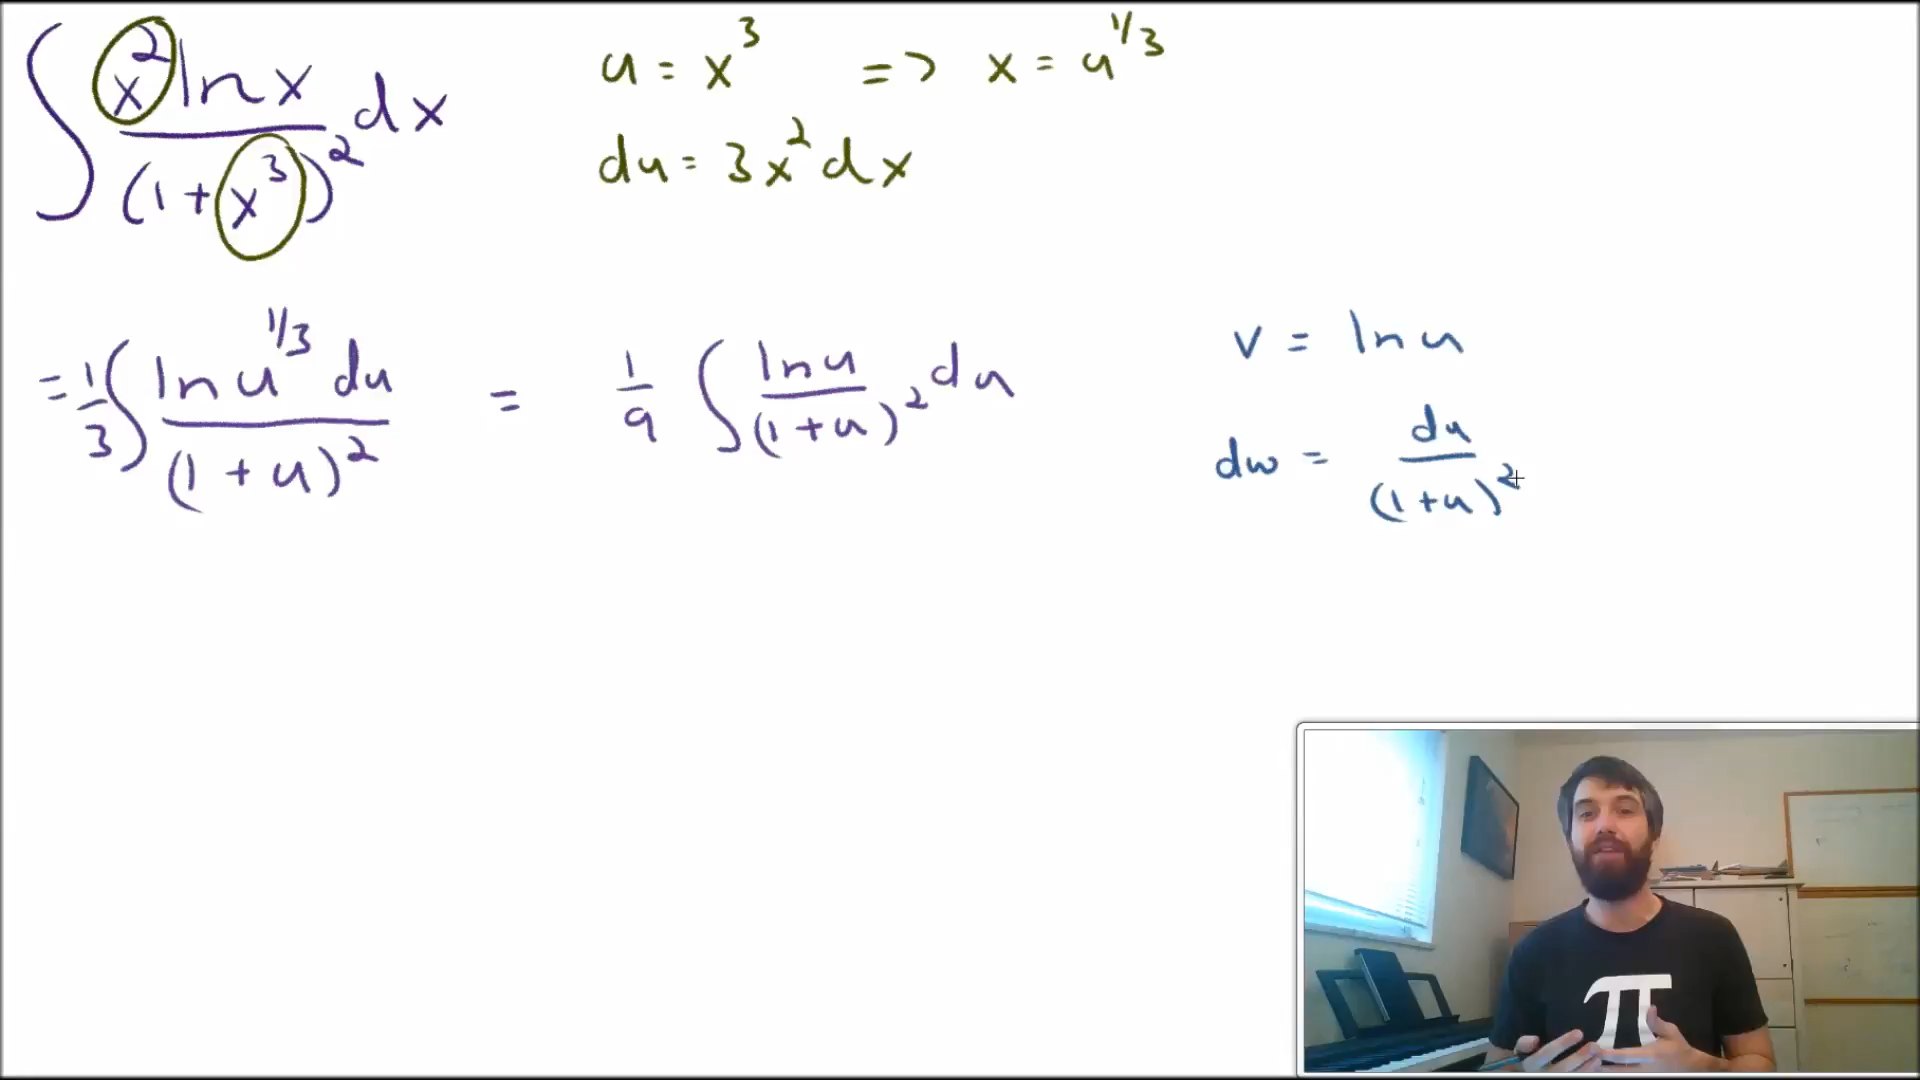 ∫ x² ln x / (1 + x³)² dx
u = x³ => x = u^1/3
du = 3x² dx
= 1/3 ∫ ln u^1/3 du / (1 + u)² = 1/9 ∫ ln u / (1 + u)² du
v = ln u
dw = du / (1 + u)²
π